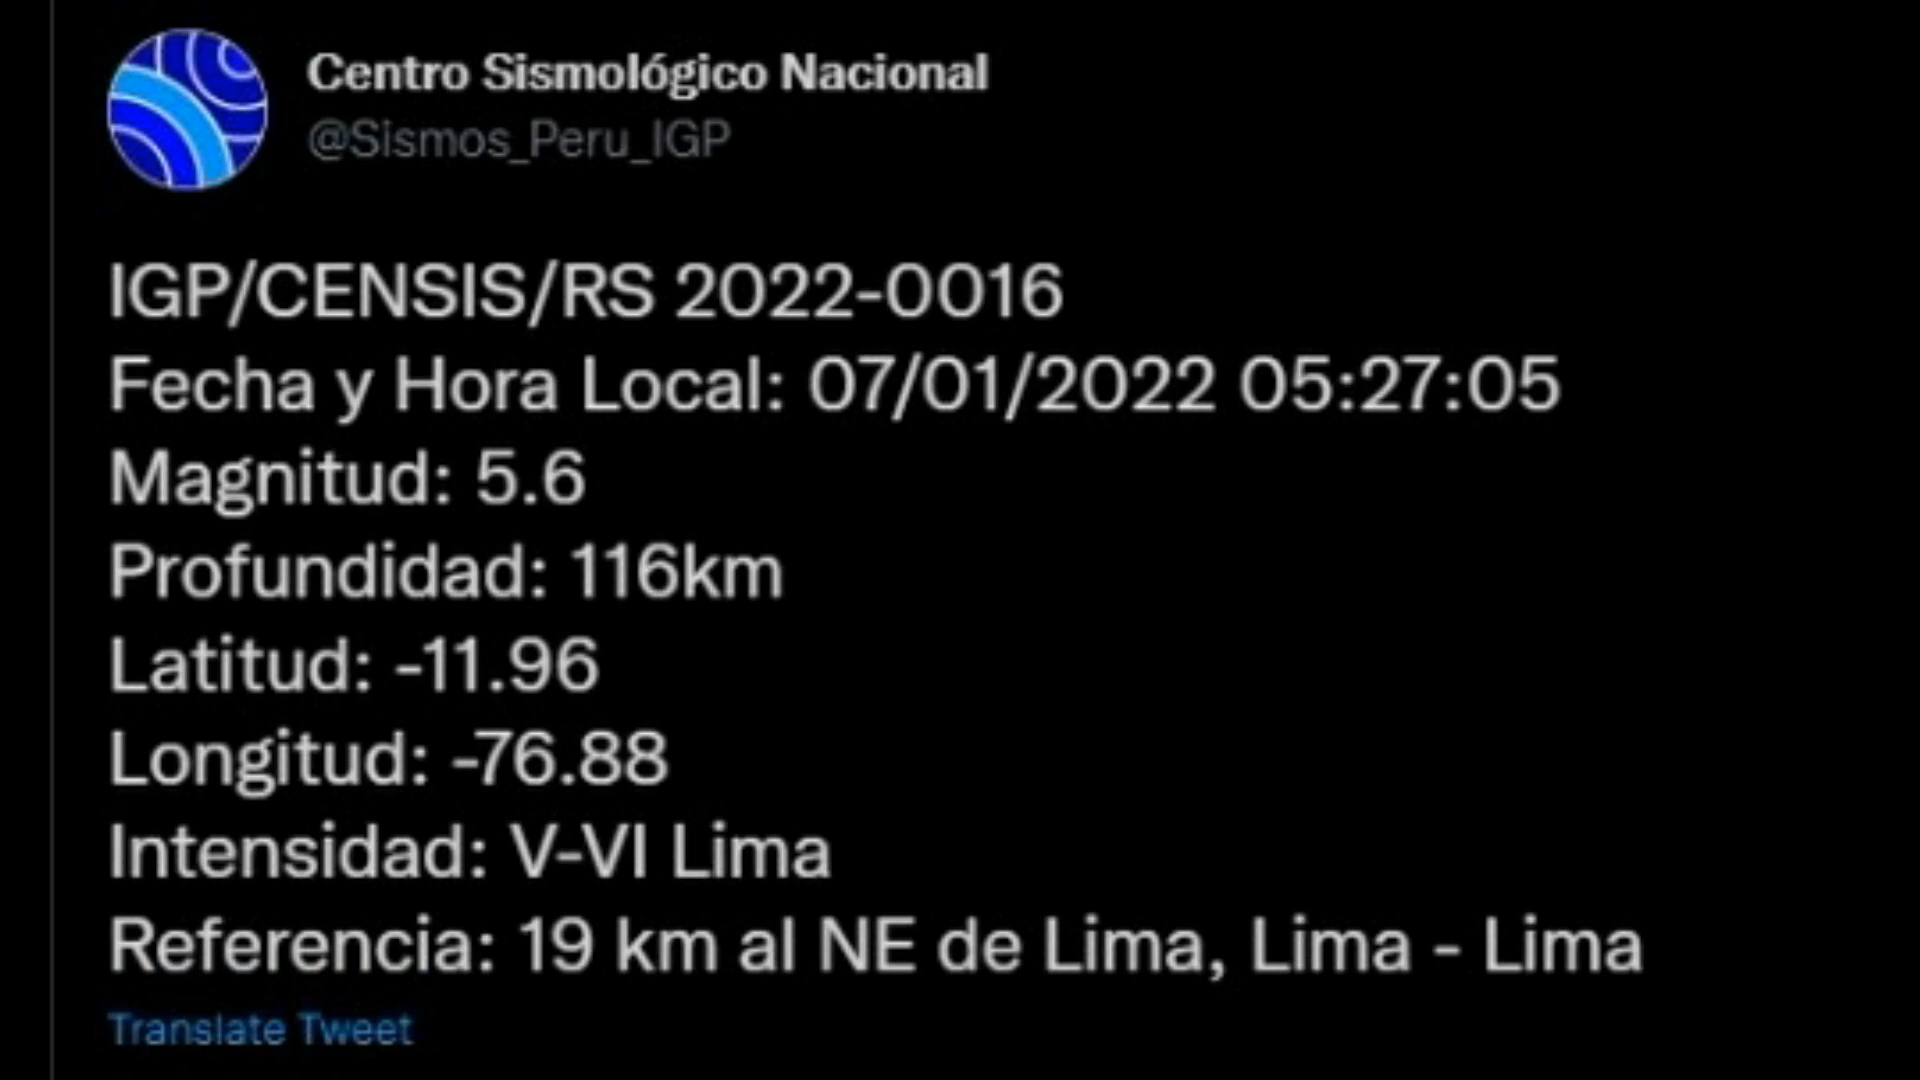 Centro Sismológico Nacional
@Sismos_Peru_IGP
IGP/CENSIS/RS 2022-0016
Fecha y Hora Local: 07/01/2022 05:27:05
Magnitud: 5.6
Profundidad: 116km
Latitud: -11.96
Longitud: -76.88
Intensidad: V-VI Lima
Referencia: 19 km al NE de Lima, Lima - Lima
Translate Tweet